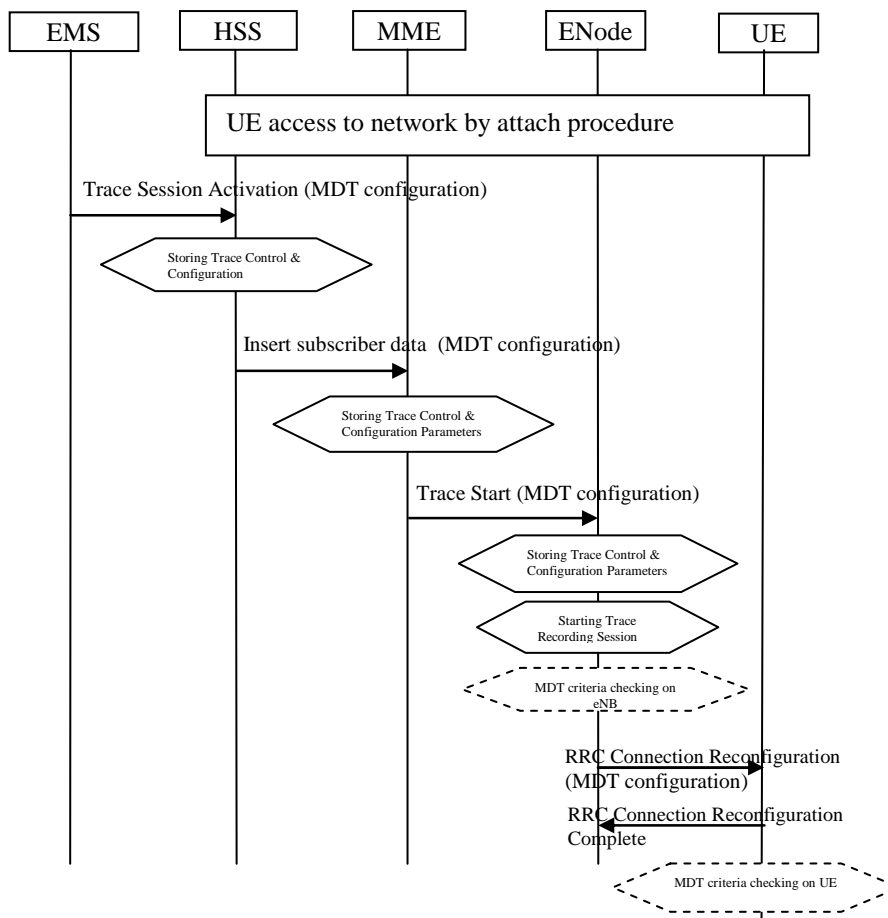 EMS
HSS
MME
ENode
UE
UE access to network by attach procedure
Trace Session Activation (MDT configuration)
Storing Trace Control &
Configuration
Insert subscriber data (MDT configuration)
Storing Trace Control &
Configuration Parameters
Trace Start (MDT configuration)
Storing Trace Control &
Configuration Parameters
Starting Trace
Recording Session
MDT criteria checking on
eNB
RRC Connection Reconfiguration
(MDT configuration)
RRC Connection Reconfiguration
Complete
MDT criteria checking on UE